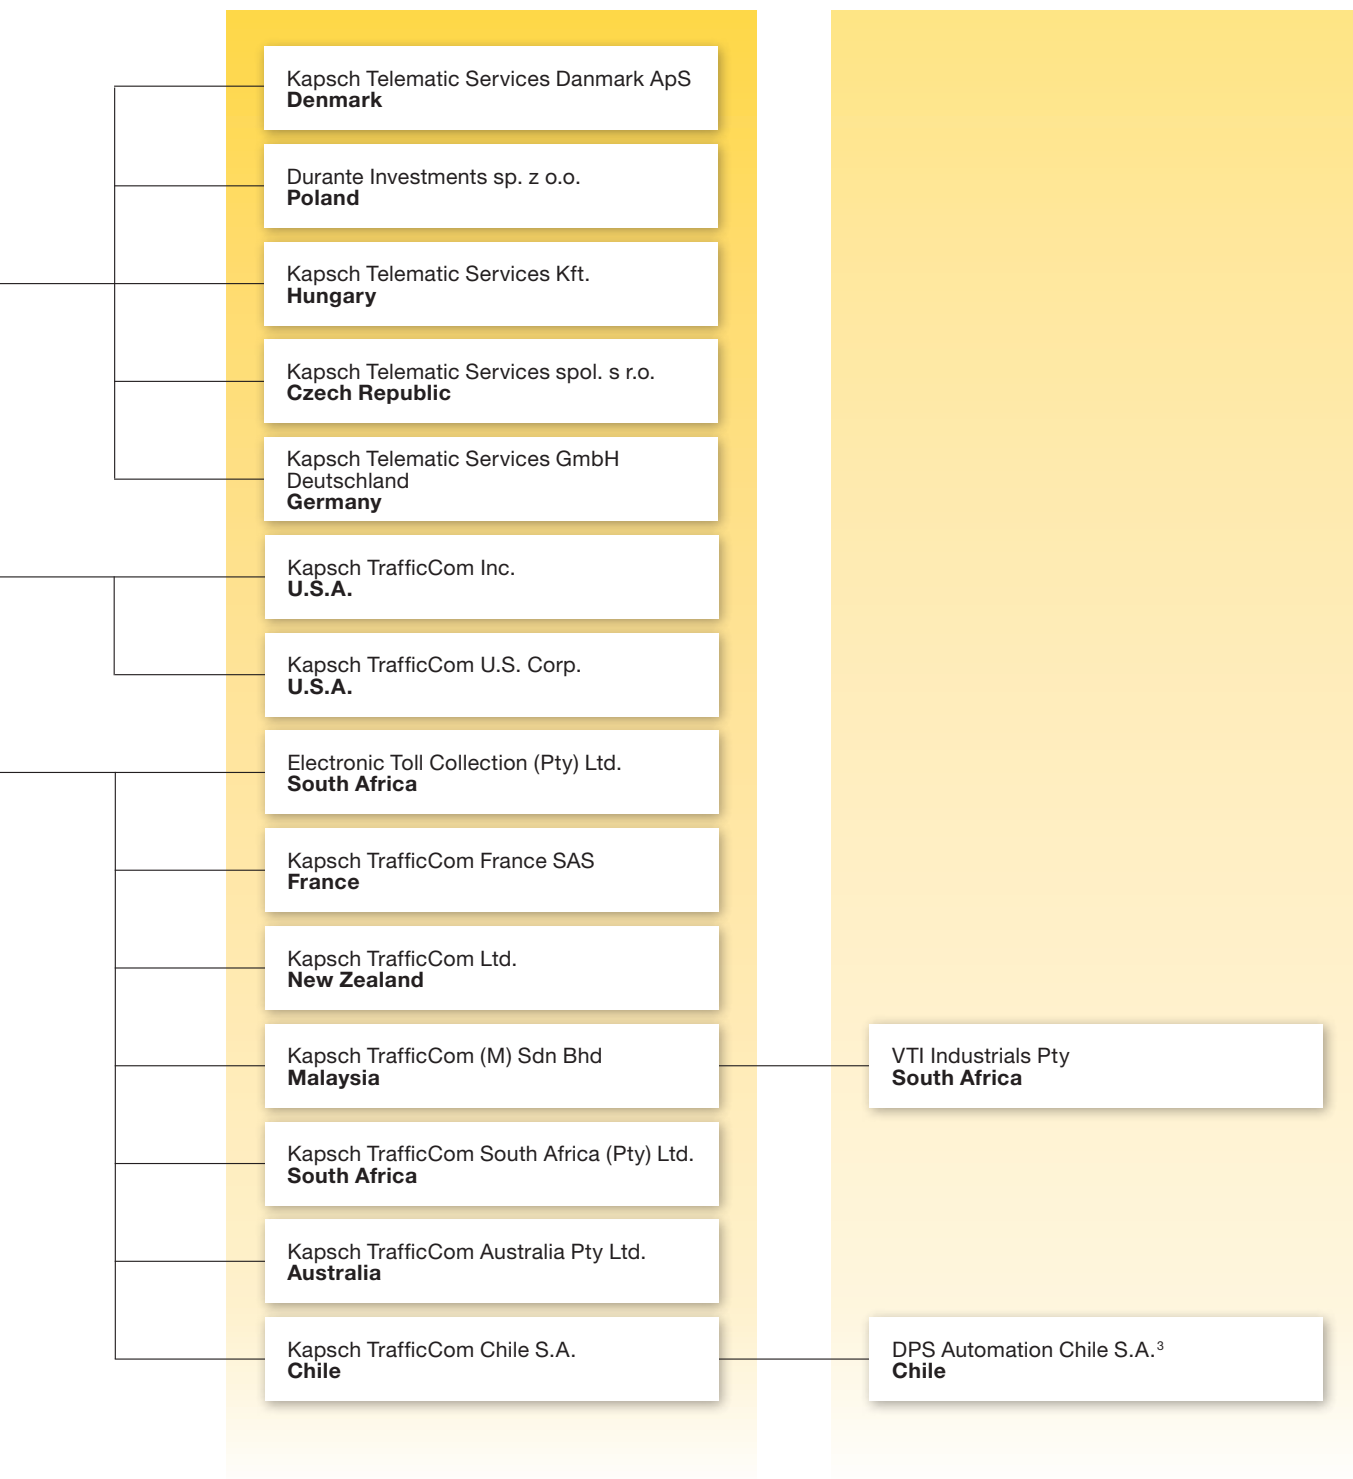 Kapsch Telematic Services Danmark ApS
Denmark
Durante Investments sp. z o.o.
Poland
Kapsch Telematic Services Kft.
Hungary
Kapsch Telematic Services spol. s r.o.
Czech Republic
Kapsch Telematic Services GmbH
Deutschland
Germany
Kapsch TrafficCom Inc.
U.S.A.
Kapsch TrafficCom U.S. Corp.
U.S.A.
Electronic Toll Collection (Pty) Ltd.
South Africa
Kapsch TrafficCom France SAS
France
Kapsch TrafficCom Ltd.
New Zealand
Kapsch TrafficCom (M) Sdn Bhd
Malaysia
VTI Industrials Pty
South Africa
Kapsch TrafficCom South Africa (Pty) Ltd.
South Africa
Kapsch TrafficCom Australia Pty Ltd.
Australia
Kapsch TrafficCom Chile S.A.
Chile
DPS Automation Chile S.A.³
Chile